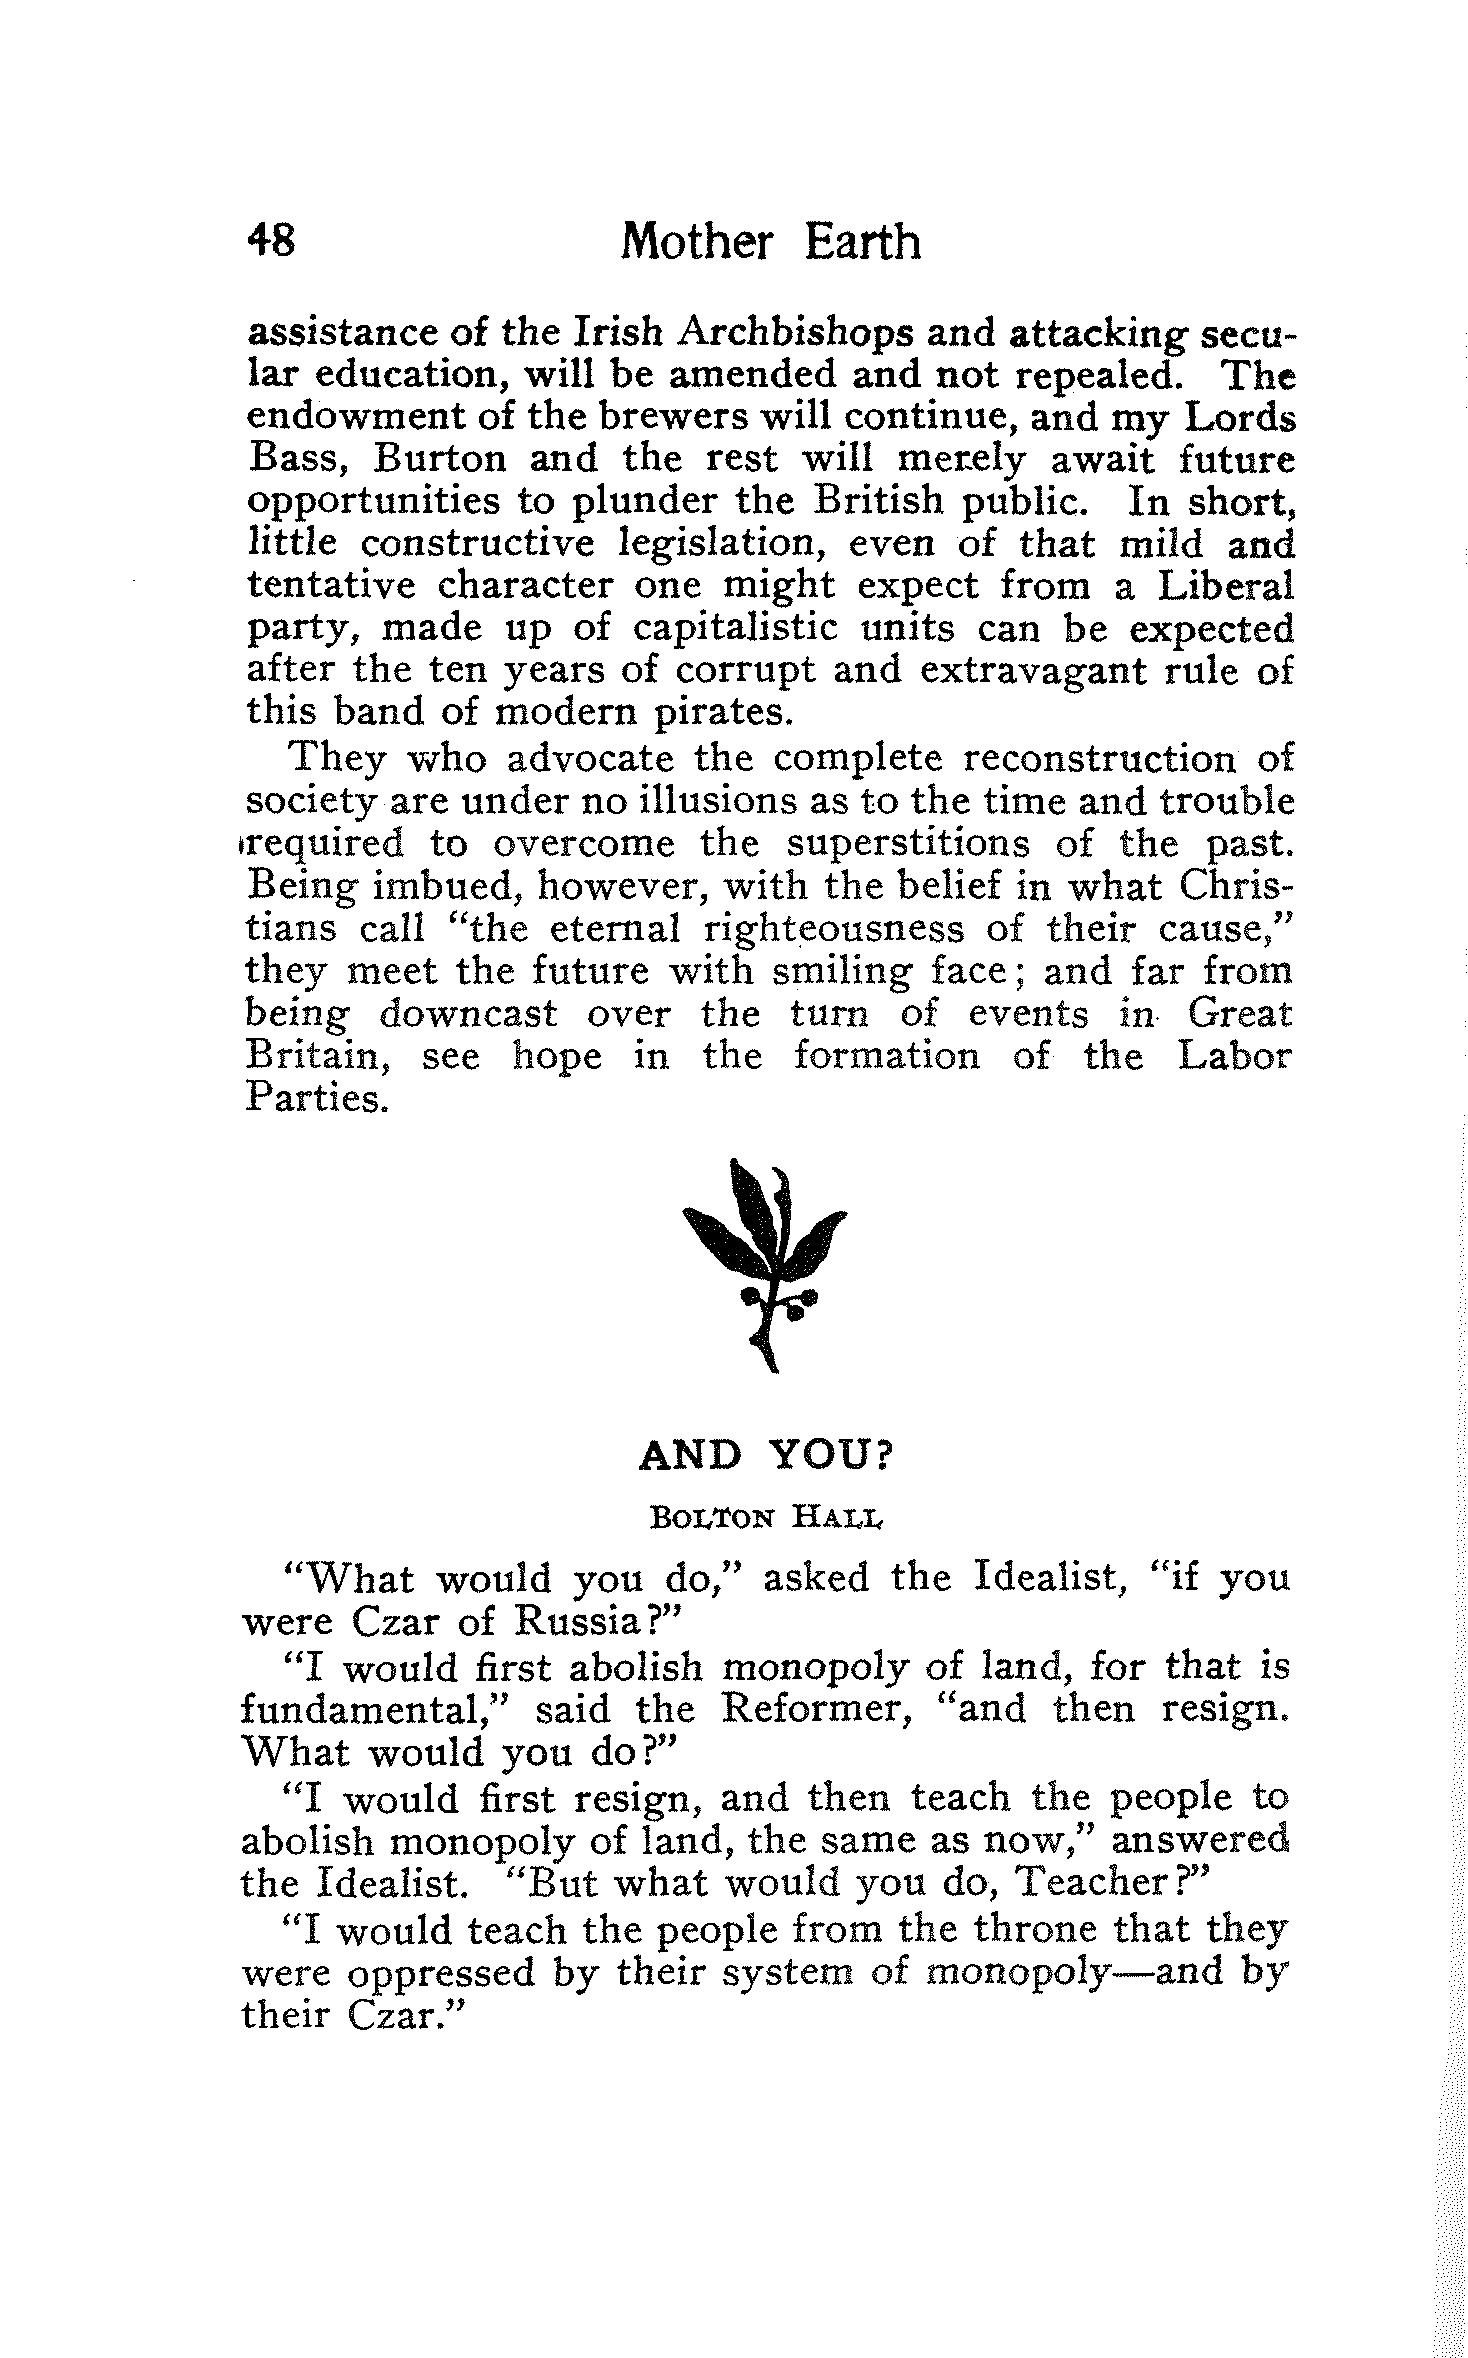 48 Mother Earth
assistance of the Irish Archbishops and attacking secu-
lar education, will be amended and not repealed. The
endowment of the brewers will continue, and my Lords
Bass, Burton and the rest will merely await future
opportunities to plunder the British public. In short,
little constructive legislation, even of that mild and
tentative character one might expect from a Liberal
party, made up of capitalistic units can be expected
after the ten years of corrupt and extravagant rule of
this band of modern pirates.
They who advocate the complete reconstruction of
society are under no illusions as to the time and trouble
required to overcome the superstitions of the past.
Being imbued, however, with the belief in what Chris-
tians call “the eternal righteousness of their cause,”
they meet the future with smiling face; and far from
being downcast over the turn of events in Great
Britain, see hope in the formation of the Labor
Parties.
AND YOU?
BOLTON HALL
“What would you do,” asked the Idealist, “if you
were Czar of Russia?”
“I would first abolish monopoly of land, for that is
fundamental,” said the Reformer, “and then resign.
What would you do?”
“I would first resign, and then teach the people to
abolish monopoly of land, the same as now,” answered
the Idealist. “But what would you do, Teacher?”
“I would teach the people from the throne that they
were oppressed by their system of monopoly—and by
their Czar.”